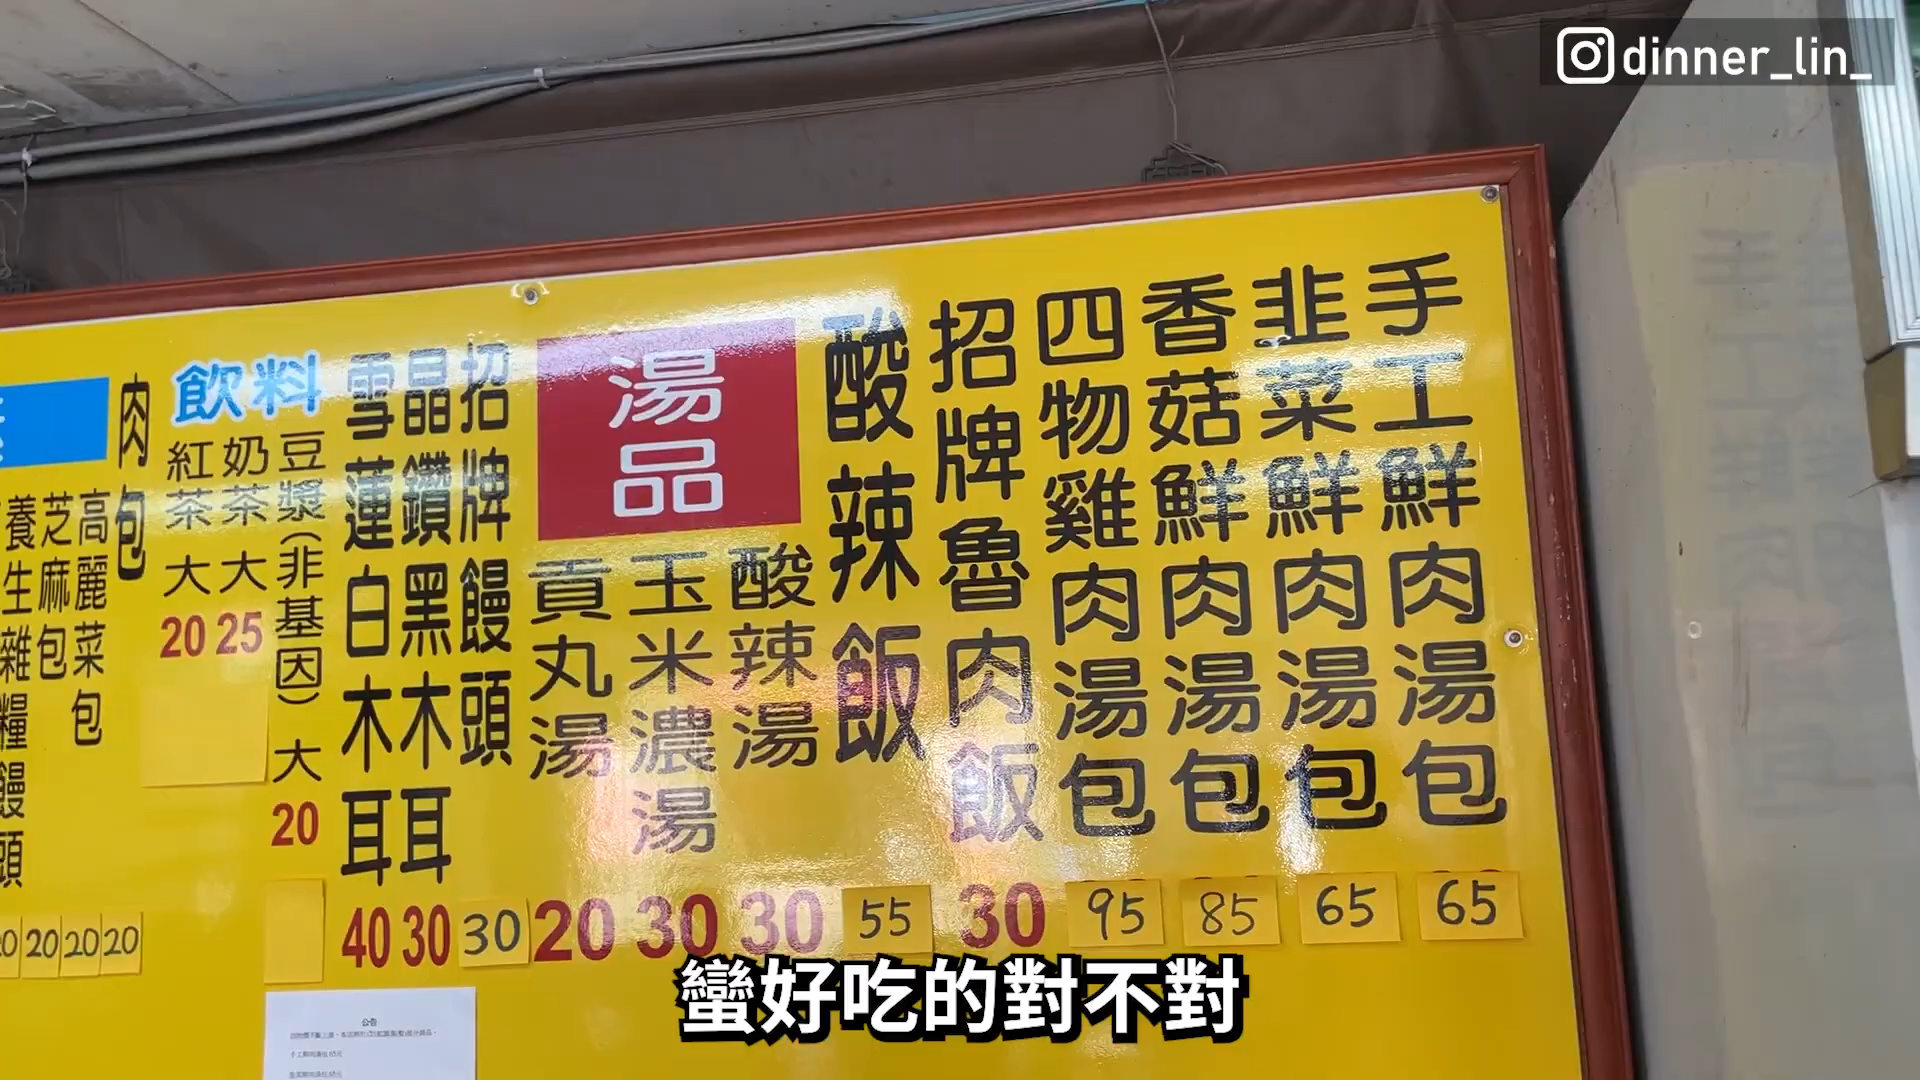 dinner_lin_
手工鮮肉湯包 65
韭菜鮮肉湯包 65
香菇鮮肉湯包 85
四物雞肉湯包 95
招牌魯肉飯 30
酸辣飯 55
湯品
酸辣湯 30
玉米濃湯 30
貢丸湯 20
招牌饅頭 30
晶鑽黑木耳 30
雪蓮白木耳 40
飲料
豆漿(非基因)大 20
奶茶大 25
紅茶大 20
肉包 20
高麗菜包 20
芝麻包 20
養生雜糧饅頭
公告
蠻好吃的對不對